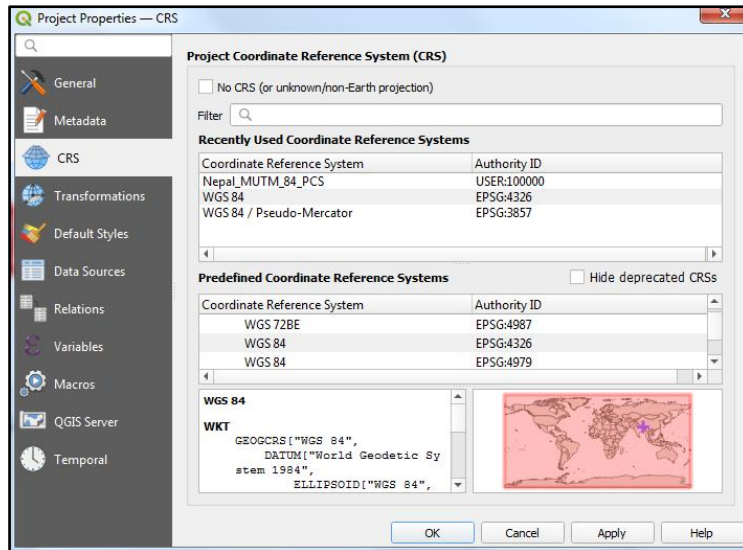 Project Properties — CRS
General
Metadata
CRS
Transformations
Default Styles
Data Sources
Relations
Variables
Macros
QGIS Server
Temporal
Project Coordinate Reference System (CRS)
No CRS (or unknown/non-Earth projection)
Filter
Recently Used Coordinate Reference Systems
Coordinate Reference System Authority ID
Nepal_MUTM_84_PCS USER:100000
WGS 84 EPSG:4326
WGS 84 / Pseudo-Mercator EPSG:3857
Predefined Coordinate Reference Systems Hide deprecated CRSs
Coordinate Reference System Authority ID
WGS 72BE EPSG:4987
WGS 84 EPSG:4326
WGS 84 EPSG:4979
WGS 84
WKT
GEOGCRS["WGS 84",
DATUM["World Geodetic Sy
stem 1984",
ELLIPSOID["WGS 84",
OK Cancel Apply Help